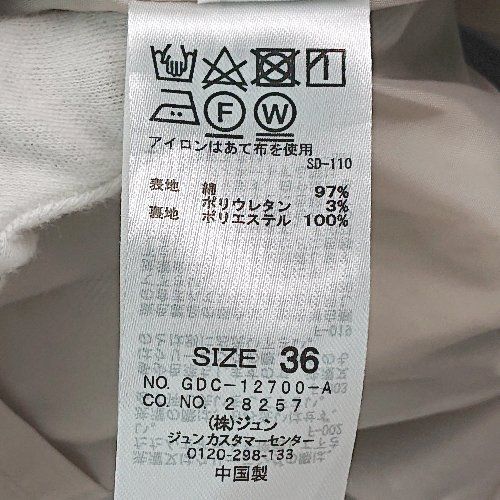 F W
アイロンはあて布を使用
SD-110
表地 綿 97%
ポリウレタン 3%
裏地 ポリエステル 100%
SIZE 36
NO. GDC-12700-A
CO. NO. 28257
(株)ジュン
ジュンカスタマーセンター
0120-298-133
中国製